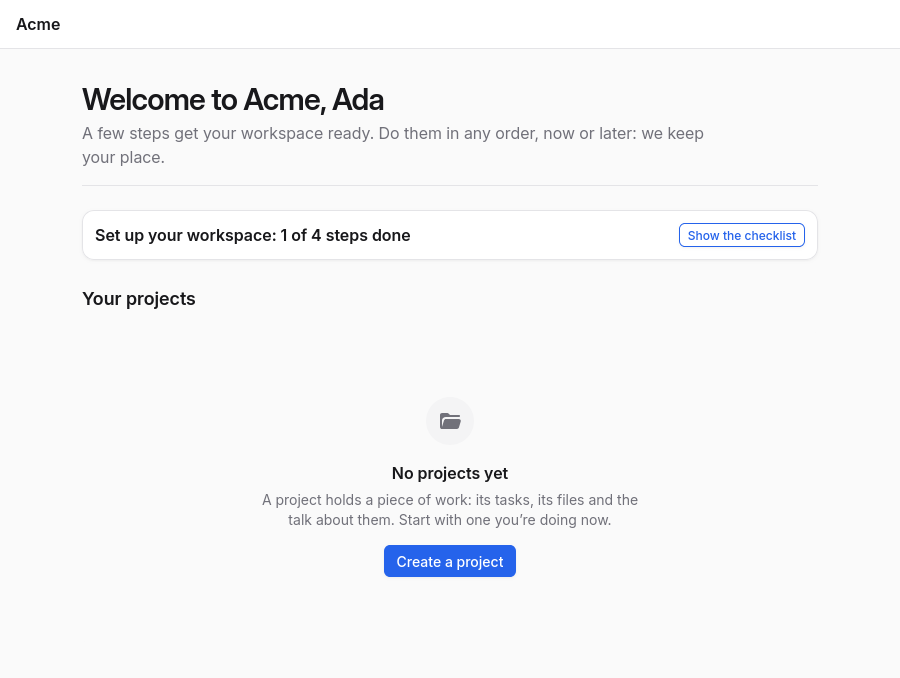 Acme
Welcome to Acme, Ada
A few steps get your workspace ready. Do them in any order, now or later: we keep
your place.
Set up your workspace: 1 of 4 steps done
Show the checklist
Your projects
No projects yet
A project holds a piece of work: its tasks, its files and the
talk about them. Start with one you’re doing now.
Create a project